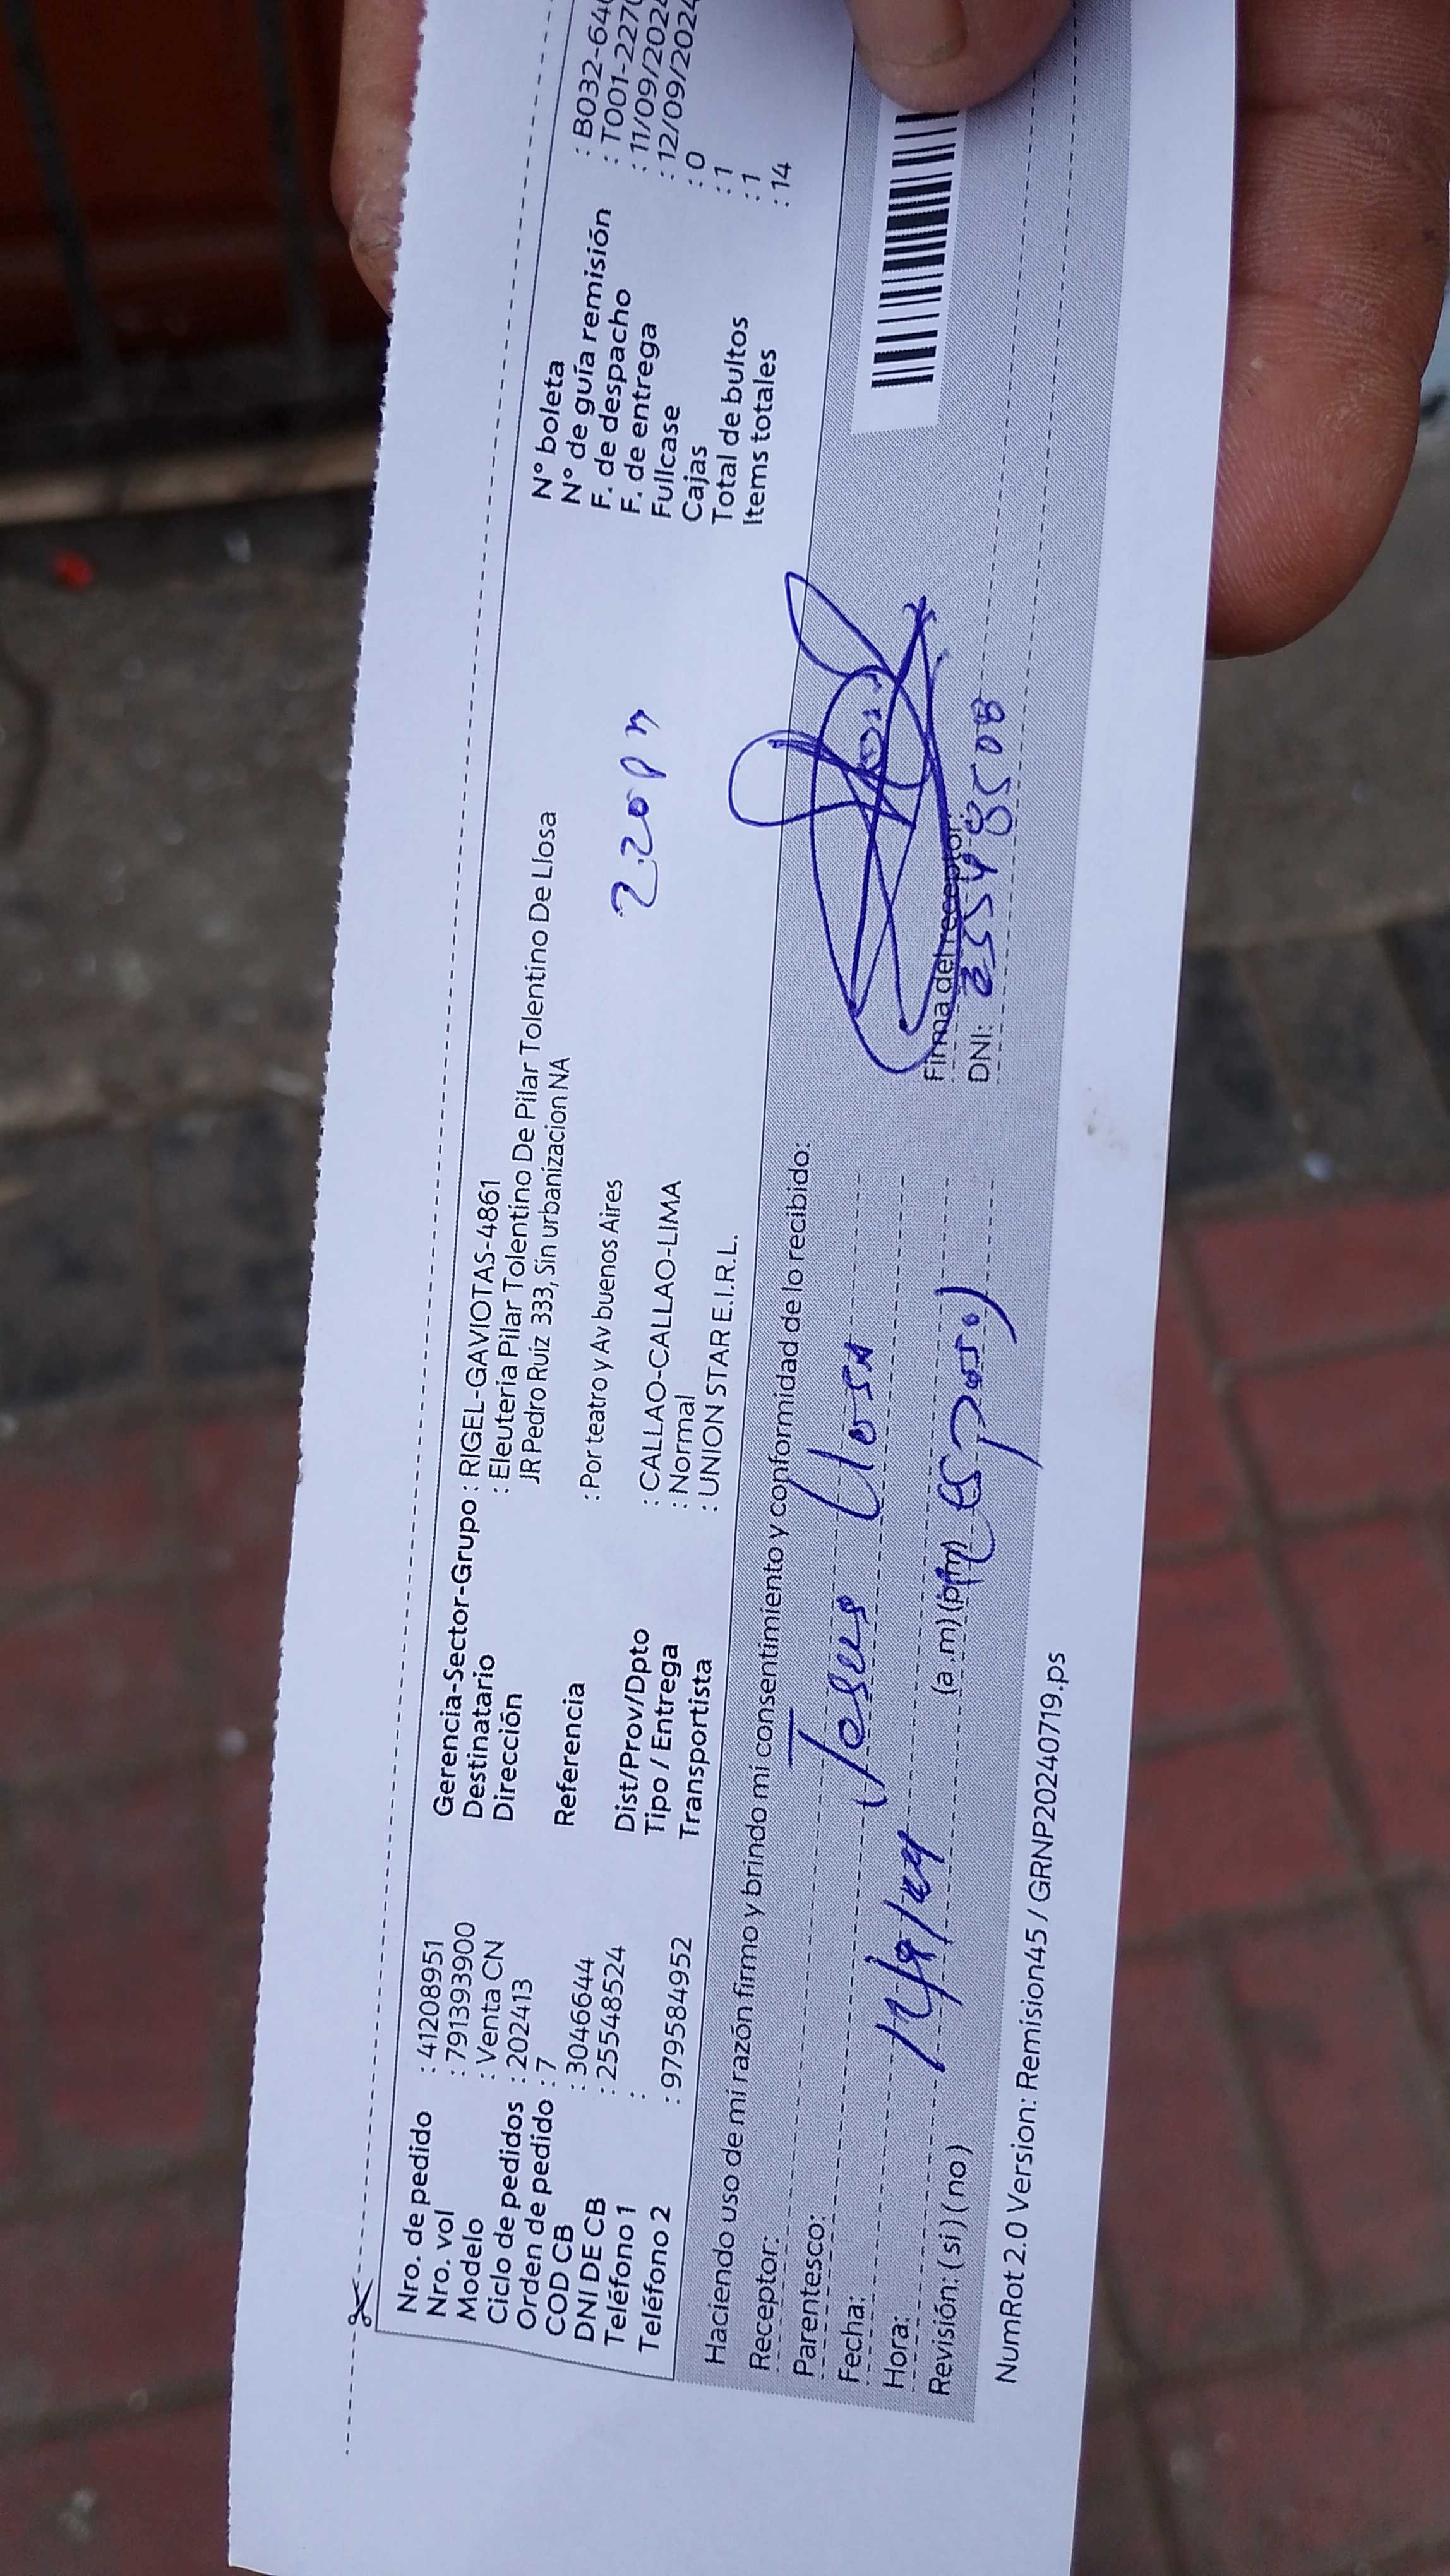 Nro. de pedido : 41208951
Nro. vol : 791393900
Modelo : Venta CN
Ciclo de pedidos : 202413
Orden de pedido : 7
COD CB : 3046644
DNI DE CB : 25548524
Teléfono 1 :
Teléfono 2 : 979584952
Gerencia-Sector-Grupo : RIGEL-GAVIOTAS-4861
Destinatario : Eleuteria Pilar Tolentino De Pilar Tolentino De Llosa
Dirección JR Pedro Ruiz 333, Sin urbanizacion NA
Referencia : Por teatro y Av buenos Aires
Dist/Prov/Dpto : CALLAO-CALLAO-LIMA
Tipo / Entrega : Normal
Transportista : UNION STAR E.I.R.L.
2:20 pm
N° boleta : B032-64
N° de guía remisión : T001-227
F. de despacho : 11/09/2024
F. de entrega : 12/09/2024
Fullcase : 0
Cajas : 1
Total de bultos : 1
Items totales : 14
Haciendo uso de mi razón firmo y brindo mi consentimiento y conformidad de lo recibido:
Receptor:
Parentesco: Jesus Llosa
Fecha: 12/9/24
Hora: (a.m) (p.m) (Esposo)
Revisión: ( si ) ( no )
Firma del receptor:
DNI: 25548508
NumRot 2.0 Version: Remision45 / GRNP20240719.ps